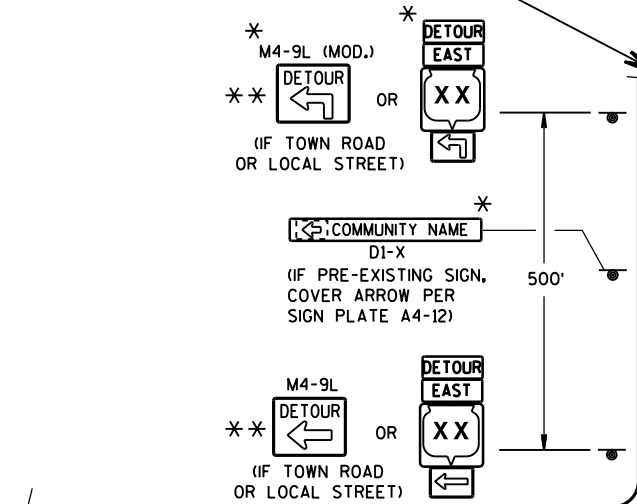 *
*
DETOUR
EAST
M4-9L (MOD.)
** DETOUR OR XX
(IF TOWN ROAD
OR LOCAL STREET)
*
COMMUNITY NAME
D1-X
(IF PRE-EXISTING SIGN,
COVER ARROW PER
SIGN PLATE A4-12)
500'
DETOUR
EAST
M4-9L
** DETOUR OR XX
(IF TOWN ROAD
OR LOCAL STREET)